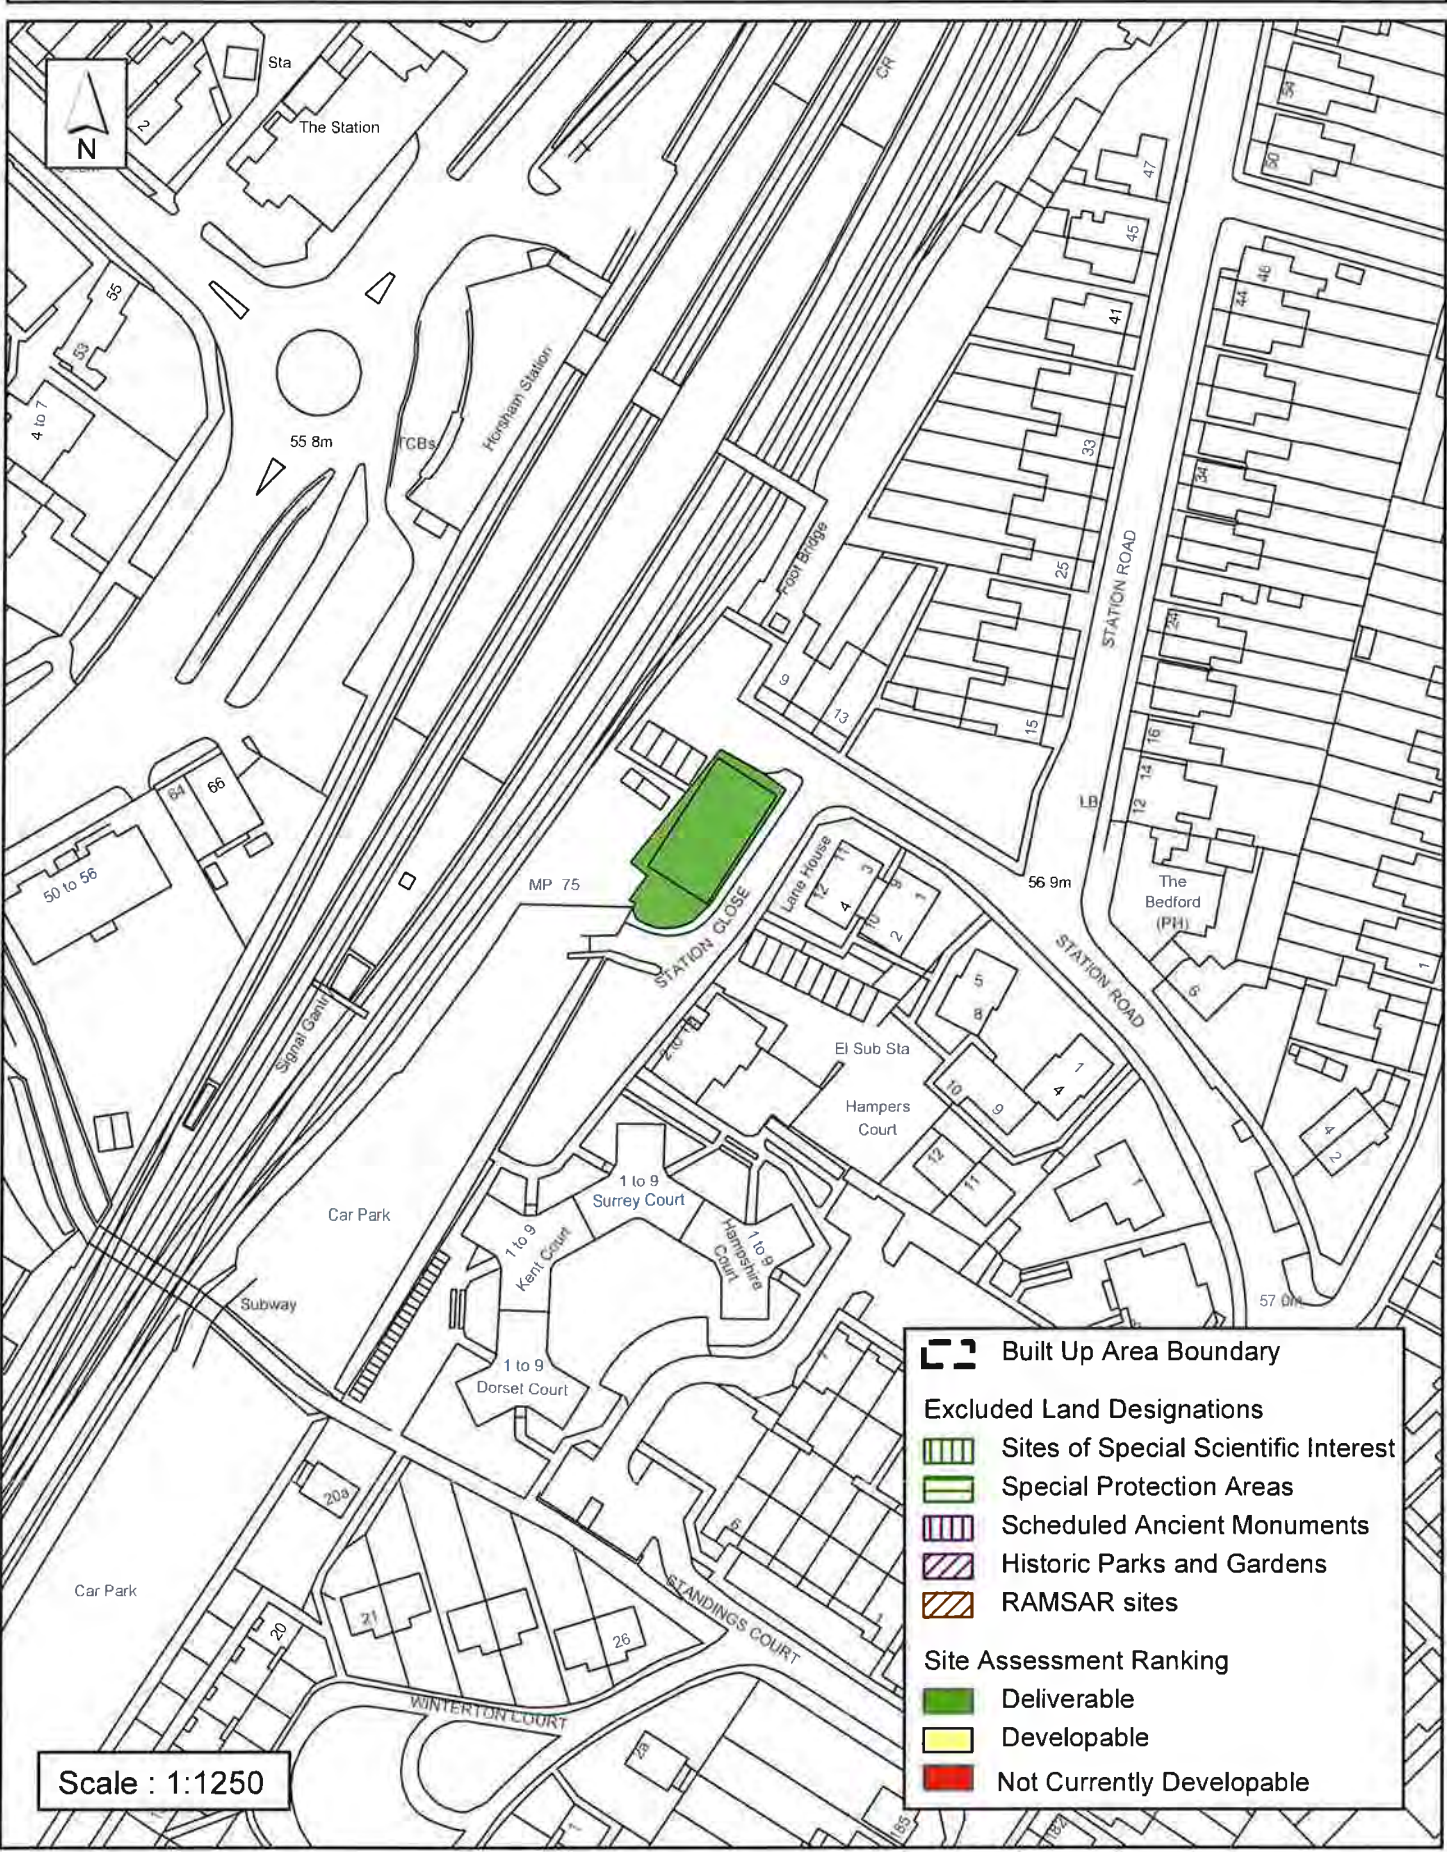 Sta
The Station
N
2
CR
54
50
47
45
46
44
41
55
53
4 to 7
55 8m
TCBs
Horsham Station
33
34
Foot Bridge
25
STATION ROAD
24
9
13
15
16
14
12
LB
64
66
50 to 56
MP 75
STATION CLOSE
Lane House
11
12
3
4
9
10
1
2
56 9m
The
Bedford
(PH)
STATION ROAD
6
1
5
8
El Sub Sta
Hampers
Court
10
9
1
4
12
11
1
4
2
Signal Gantry
Car Park
Subway
1 to 9
Surrey Court
1 to 9
Kent Court
1 to 9
Hampshire
Court
1 to 9
Dorset Court
57 0m
20a
Car Park
20
21
26
6
1
STANDINGS COURT
WINTERTON COURT
2a
185
182
Scale : 1:1250
Built Up Area Boundary
Excluded Land Designations
Sites of Special Scientific Interest
Special Protection Areas
Scheduled Ancient Monuments
Historic Parks and Gardens
RAMSAR sites
Site Assessment Ranking
Deliverable
Developable
Not Currently Developable